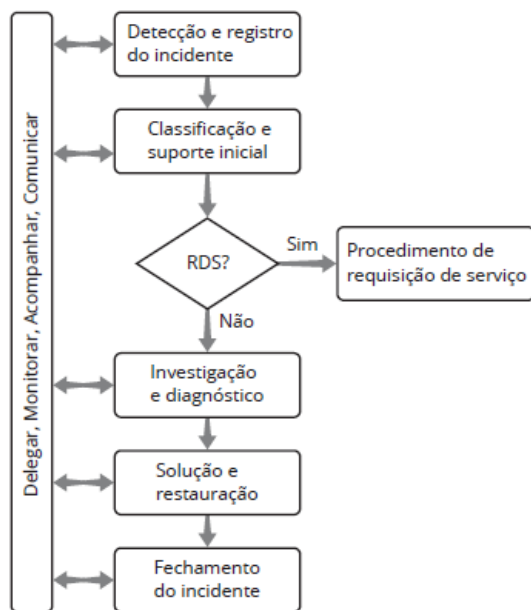 Delegar, Monitorar, Acompanhar, Comunicar
Detecção e registro
do incidente
Classificação e
suporte inicial
RDS?
Sim
Procedimento de
requisição de serviço
Não
Investigação
e diagnóstico
Solução e
restauração
Fechamento
do incidente